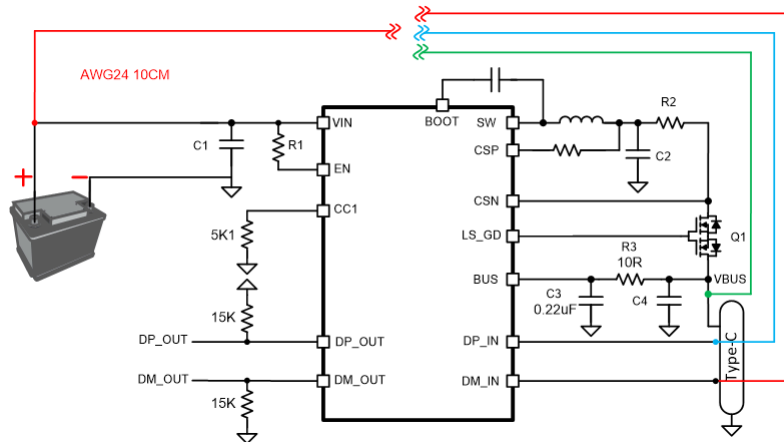 AWG24 10CM
BOOT
VIN
SW
R2
C1
R1
CSP
C2
EN
+
−
CC1
CSN
5K1
LS_GD
Q1
R3
10R
BUS
VBUS
C3
0.22uF
C4
15K
DP_OUT
DP_OUT
DP_IN
Type-C
DM_OUT
DM_OUT
DM_IN
15K